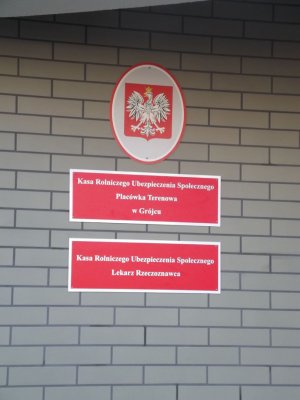 Kasa Rolniczego Ubezpieczenia Społecznego
Placówka Terenowa
w Grójcu
Kasa Rolniczego Ubezpieczenia Społecznego
Lekarz Rzeczoznawca